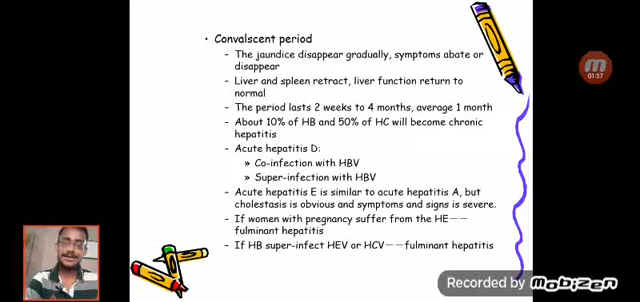 • Convalscent period
– The jaundice disappear gradually, symptoms abate or
disappear
– Liver and spleen retract, liver function return to
normal
– The period lasts 2 weeks to 4 months, average 1 month
– About 10% of HB and 50% of HC will become chronic
hepatitis
– Acute hepatitis D:
» Co-infection with HBV
» Super-infection with HBV
– Acute hepatitis E is similar to acute hepatitis A, but
cholestasis is obvious and symptoms and signs is severe.
– If women with pregnancy suffer from the HE——
fulminant hepatitis
– If HB super-infect HEV or HCV——fulminant hepatitis
m
01:57
Recorded by mobizen